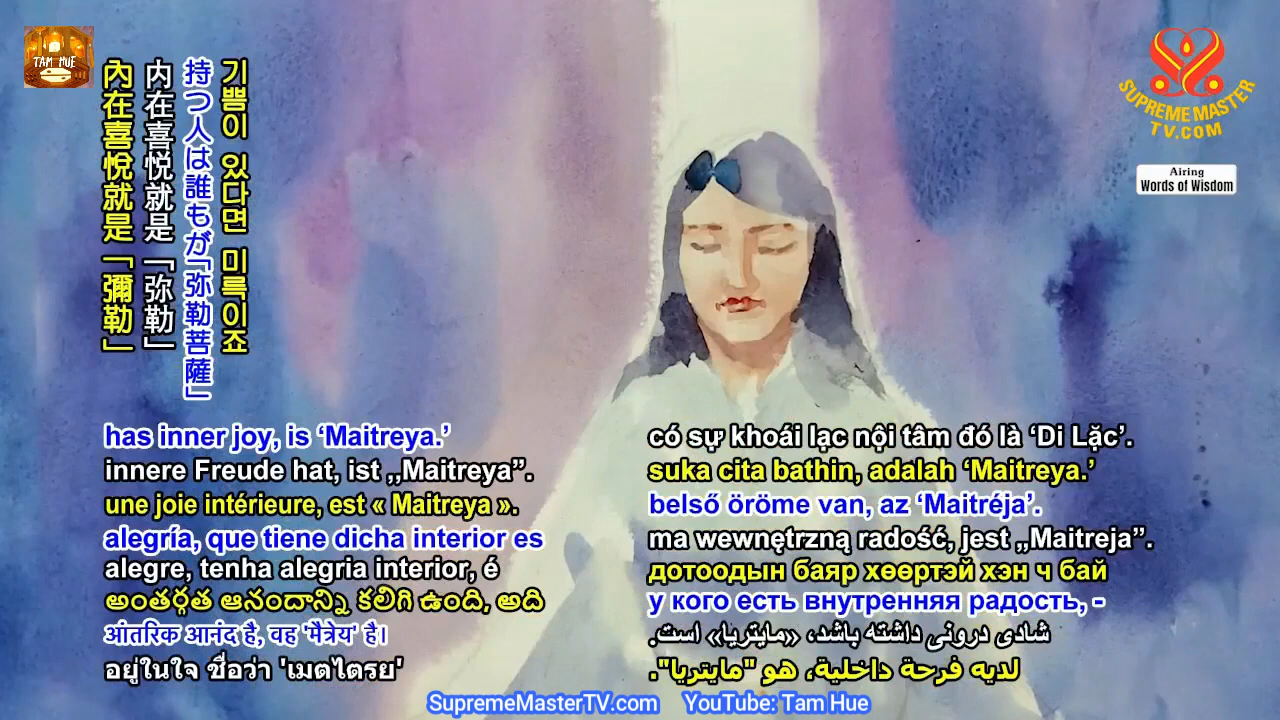 TAM HUE
SUPREME MASTER
TV.COM
Airing
Words of Wisdom
기쁨이 있다면 미륵이죠
持つ人は誰もが「弥勒菩薩」
内在喜悦就是「弥勒」
內在喜悅就是「彌勒」
has inner joy, is ‘Maitreya.’
innere Freude hat, ist ,,Maitreya”.
une joie intérieure, est « Maitreya ».
alegría, que tiene dicha interior es
alegre, tenha alegria interior, é
అంతర్గత ఆనందాన్ని కలిగి ఉంది, అది
आंतरिक आनंद है, वह 'मैत्रेय' है।
อยู่ในใจ ชื่อว่า 'เมตไตรย'
có sự khoái lạc nội tâm đó là ‘Di Lặc’.
suka cita bathin, adalah ‘Maitreya.’
belső öröme van, az ‘Maitréja’.
ma wewnętrzną radość, jest „Maitreja”.
дотоодын баяр хөөртэй хэн ч бай
у кого есть внутренняя радость, -
شادی درونی داشته باشد، «مایتریا» است.
لديه فرحة داخلية، هو "مايتريا".
SupremeMasterTV.com YouTube: Tam Hue